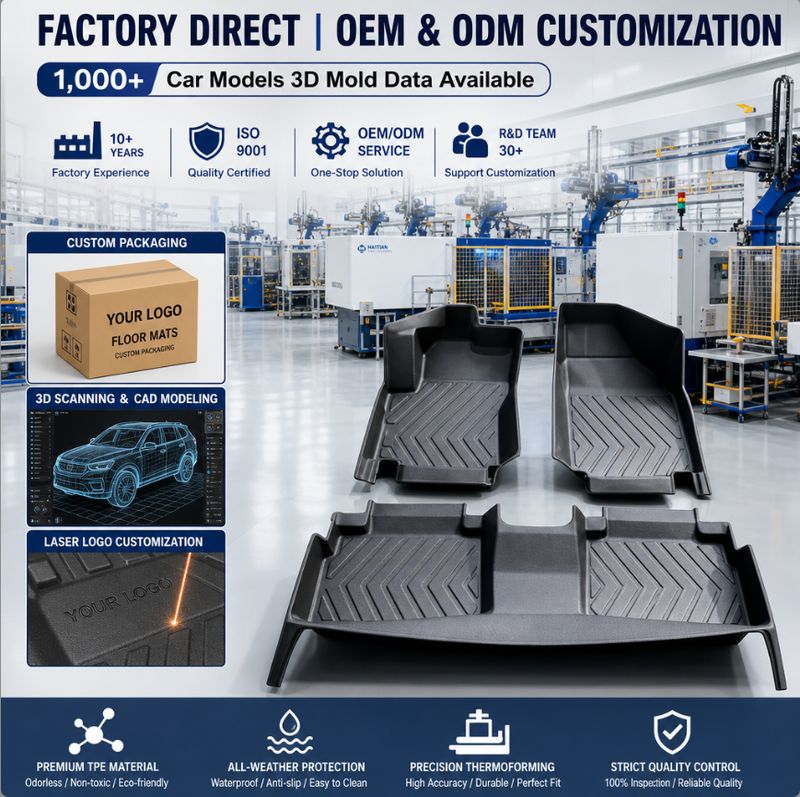 FACTORY DIRECT | OEM & ODM CUSTOMIZATION
1,000+ Car Models 3D Mold Data Available
10+
YEARS
Factory Experience
ISO
9001
Quality Certified
OEM/ODM
SERVICE
One-Stop Solution
R&D TEAM
30+
Support Customization
HAITIAN
CUSTOM PACKAGING
YOUR LOGO
FLOOR MATS
CUSTOM PACKAGING
3D SCANNING & CAD MODELING
LASER LOGO CUSTOMIZATION
YOUR LOGO
PREMIUM TPE MATERIAL
Odorless / Non-toxic / Eco-friendly
ALL-WEATHER PROTECTION
Waterproof / Anti-slip / Easy to Clean
PRECISION THERMOFORMING
High Accuracy / Durable / Perfect Fit
STRICT QUALITY CONTROL
100% Inspection / Reliable Quality